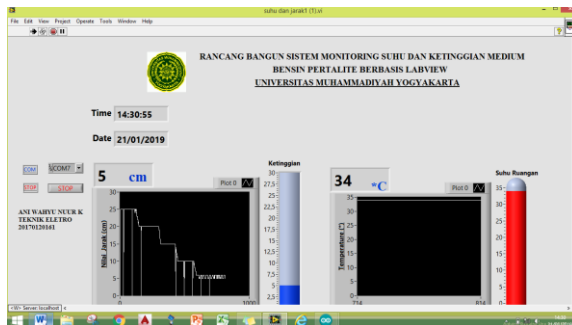 suhu dan jarak1 (1).vi
File Edit View Project Operate Tools Window Help
RANCANG BANGUN SISTEM MONITORING SUHU DAN KETINGGIAN MEDIUM
BENSIN PERTALITE BERBASIS LABVIEW
UNIVERSITAS MUHAMMADIYAH YOGYAKARTA
Time 14:30:55
Date 21/01/2019
COM COM7
STOP STOP
ANI WAHYU NUUR K
TEKNIK ELETRO
20170120161
5 cm
Plot 0
Nilai Jarak (cm)
30
25
20
15
10
5
0
0 1000
Ketinggian
30
27,5
25
22,5
20
17,5
15
12,5
10
7,5
5
2,5
34 °C
Plot 0
Temperature (°)
35
30
25
20
15
10
5
0
714 814
Suhu Ruangan
35
30
25
20
15
10
5
0
Server: localhost